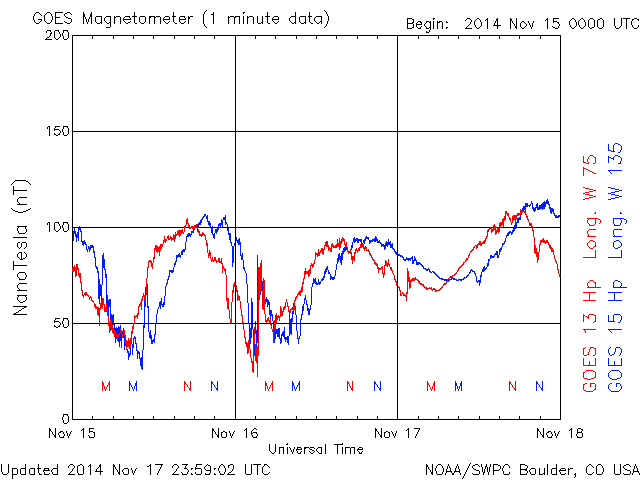 GOES Magnetometer (1 minute data)
Begin: 2014 Nov 15 0000 UTC
200
150
100
50
0
NanoTesla (nT)
M M N N M M N N M M N N
Nov 15 Nov 16 Nov 17 Nov 18
Universal Time
GOES 13 Hp Long. W 75
GOES 15 Hp Long. W 135
Updated 2014 Nov 17 23:59:02 UTC
NOAA/SWPC Boulder, CO USA